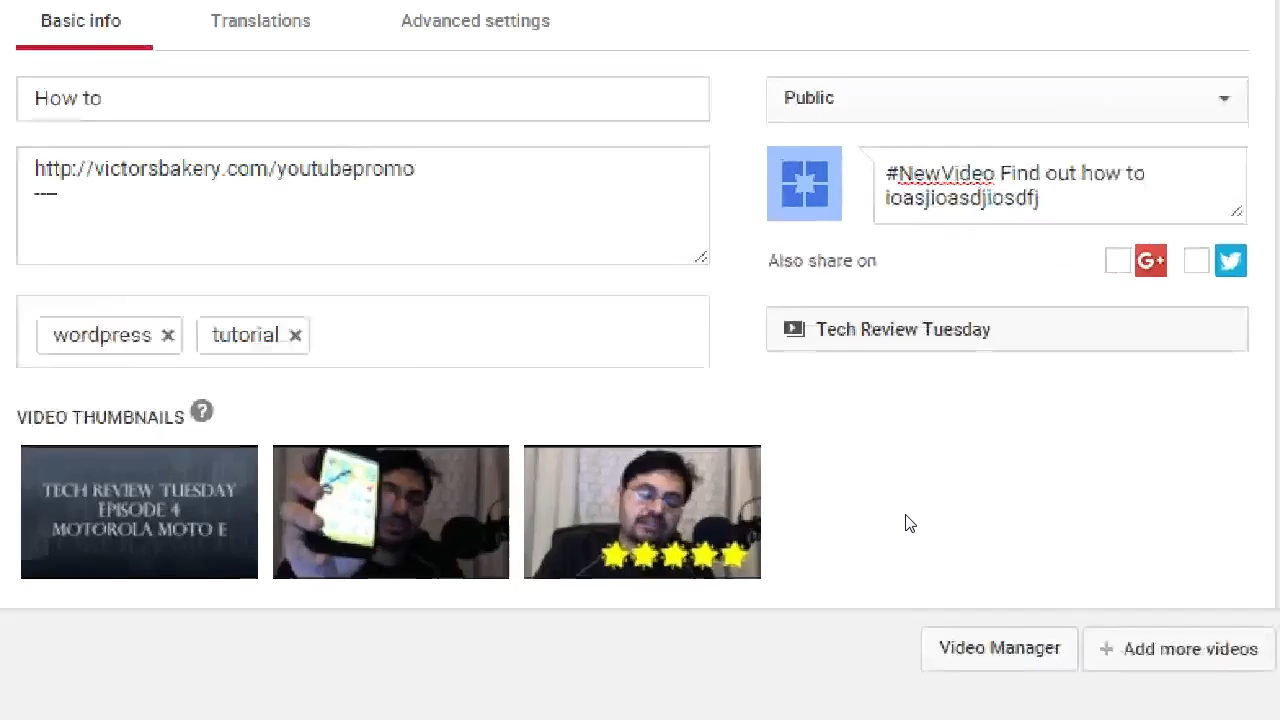 Basic info
Translations
Advanced settings
How to
Public
http://victorsbakery.com/youtubepromo
----
#NewVideo Find out how to
ioasjioasdjiosdfj
Also share on
G+
wordpress ×
tutorial ×
Tech Review Tuesday
VIDEO THUMBNAILS ?
TECH REVIEW TUESDAY
EPISODE 4
MOTOROLA MOTO E
Video Manager
+ Add more videos